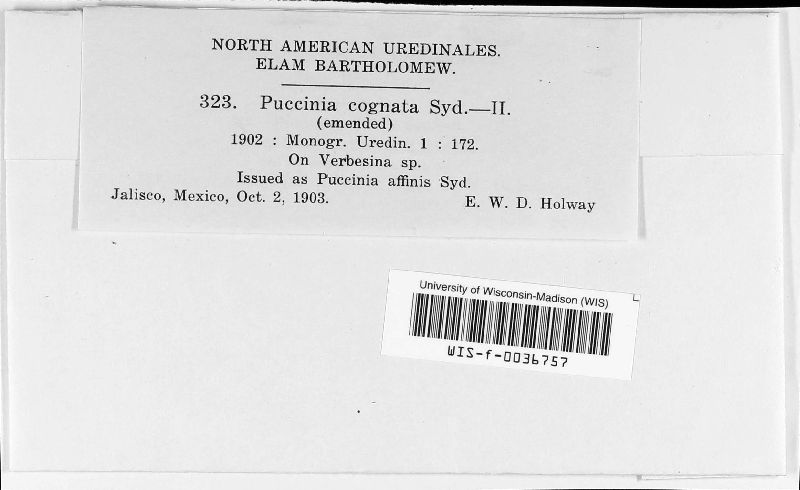 NORTH AMERICAN UREDINALES.
ELAM BARTHOLOMEW.
323. Puccinia cognata Syd.—II.
(emended)
1902 : Monogr. Uredin. 1 : 172.
On Verbesina sp.
Issued as Puccinia affinis Syd.
Jalisco, Mexico, Oct. 2, 1903. E. W. D. Holway
University of Wisconsin-Madison (WIS)
WIS-f-0036757